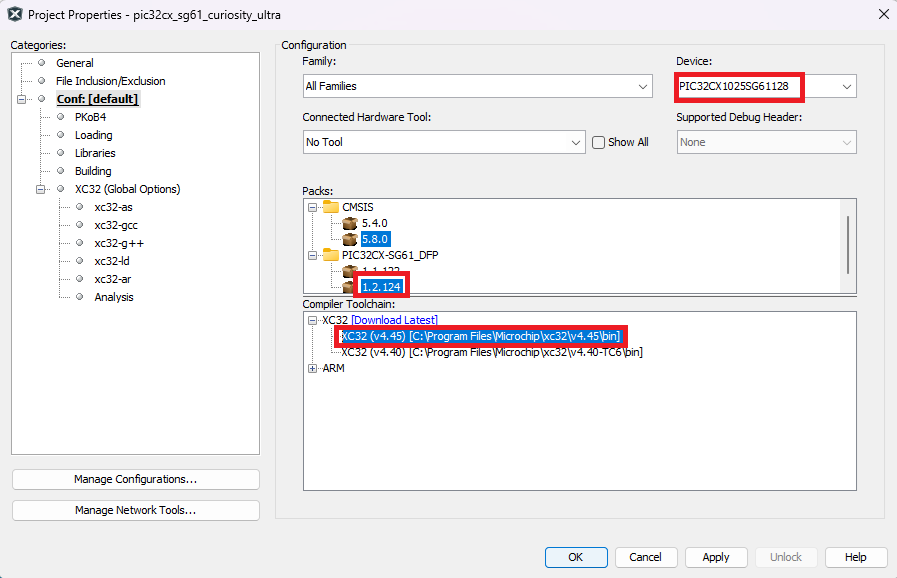 Project Properties - pic32cx_sg61_curiosity_ultra
Categories:
General
File Inclusion/Exclusion
Conf: [default]
PKoB4
Loading
Libraries
Building
XC32 (Global Options)
xc32-as
xc32-gcc
xc32-g++
xc32-ld
xc32-ar
Analysis
Manage Configurations...
Manage Network Tools...
Configuration
Family:
Device:
All Families
PIC32CX1025SG61128
Connected Hardware Tool:
Supported Debug Header:
No Tool
Show All
None
Packs:
CMSIS
5.4.0
5.8.0
PIC32CX-SG61_DFP
1.2.124
Compiler Toolchain:
XC32 [Download Latest]
XC32 (v4.45) [C:\Program Files\Microchip\xc32\v4.45\bin]
XC32 (v4.40) [C:\Program Files\Microchip\xc32\v4.40-TC6\bin]
ARM
OK
Cancel
Apply
Unlock
Help